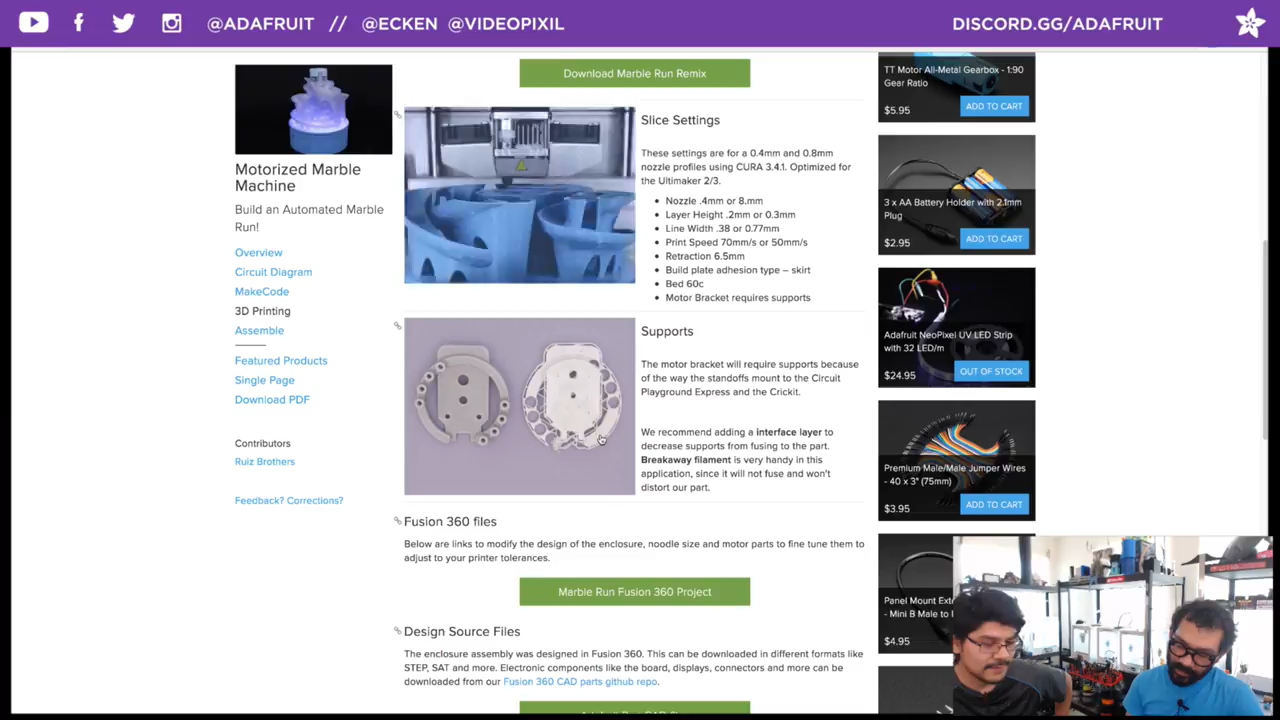 @ADAFRUIT // @ECKEN @VIDEOPIXIL
DISCORD.GG/ADAFRUIT
Motorized Marble
Machine
Build an Automated Marble
Run!
Overview
Circuit Diagram
MakeCode
3D Printing
Assemble
Featured Products
Single Page
Download PDF
Contributors
Ruiz Brothers
Feedback? Corrections?
Download Marble Run Remix
Slice Settings
These settings are for a 0.4mm and 0.8mm
nozzle profiles using CURA 3.4.1. Optimized for
the Ultimaker 2/3.
Nozzle .4mm or 8.mm
Layer Height .2mm or 0.3mm
Line Width .38 or 0.77mm
Print Speed 70mm/s or 50mm/s
Retraction 6.5mm
Build plate adhesion type – skirt
Bed 60c
Motor Bracket requires supports
Supports
The motor bracket will require supports because
of the way the standoffs mount to the Circuit
Playground Express and the Crickit.
We recommend adding a interface layer to
decrease supports from fusing to the part.
Breakaway filament is very handy in this
application, since it will not fuse and won't
distort our part.
Fusion 360 files
Below are links to modify the design of the enclosure, noodle size and motor parts to fine tune them to
adjust to your printer tolerances.
Marble Run Fusion 360 Project
Design Source Files
The enclosure assembly was designed in Fusion 360. This can be downloaded in different formats like
STEP, SAT and more. Electronic components like the board, displays, connectors and more can be
downloaded from our Fusion 360 CAD parts github repo.
TT Motor All-Metal Gearbox - 1:90
Gear Ratio
$5.95
ADD TO CART
3 x AA Battery Holder with 2.1mm
Plug
$2.95
ADD TO CART
Adafruit NeoPixel UV LED Strip
with 32 LED/m
$24.95
OUT OF STOCK
Premium Male/Male Jumper Wires
- 40 x 3" (75mm)
$3.95
ADD TO CART
Panel Mount
- Mini B Male to
$4.95